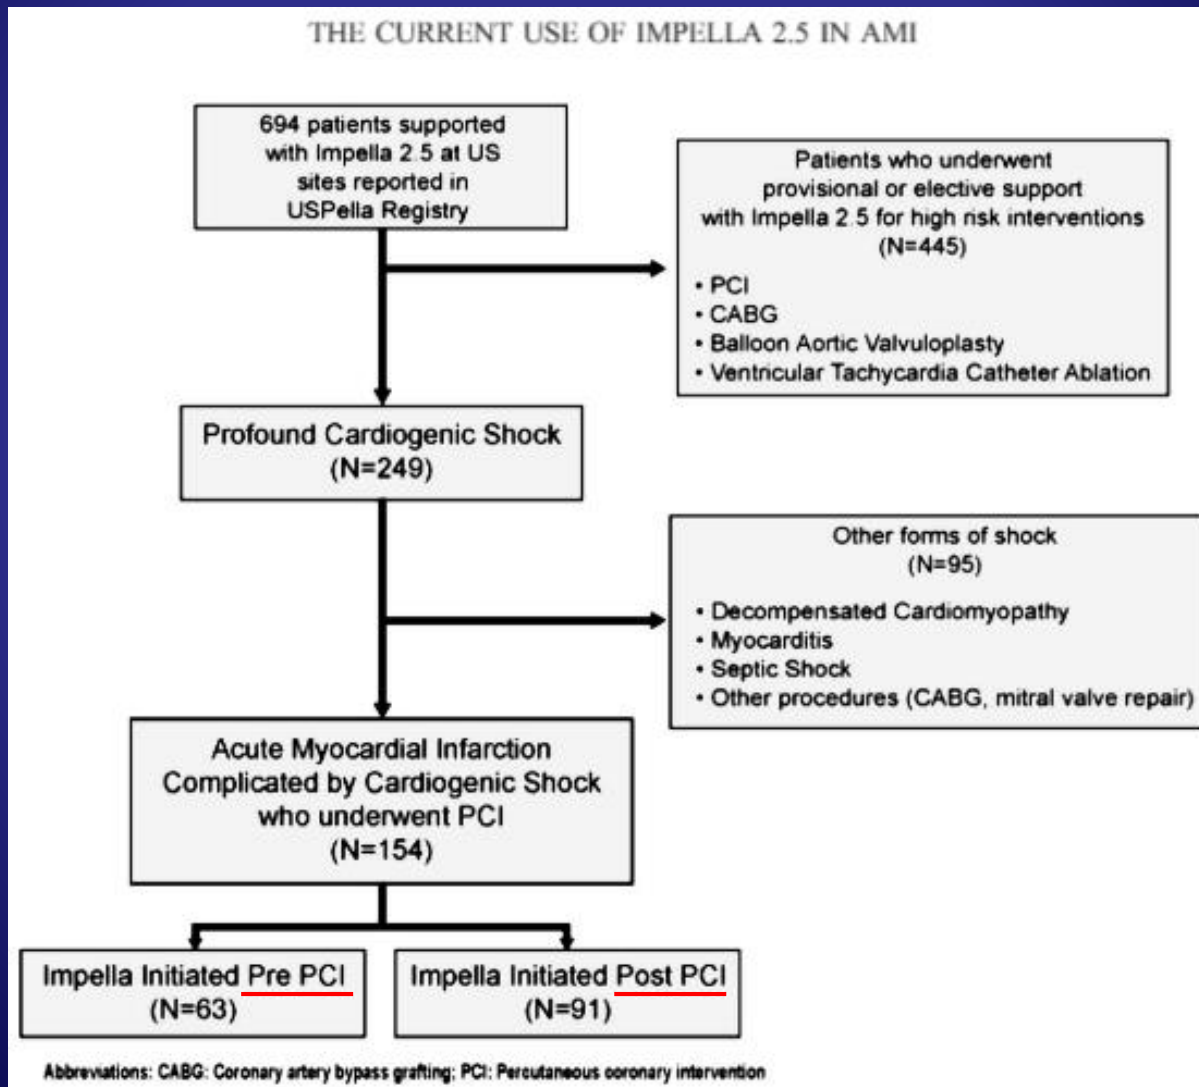 THE CURRENT USE OF IMPELLA 2.5 IN AMI
694 patients supported
with Impella 2.5 at US
sites reported in
USPella Registry
Patients who underwent
provisional or elective support
with Impella 2.5 for high risk interventions
(N=445)
• PCI
• CABG
• Balloon Aortic Valvuloplasty
• Ventricular Tachycardia Catheter Ablation
Profound Cardiogenic Shock
(N=249)
Other forms of shock
(N=95)
• Decompensated Cardiomyopathy
• Myocarditis
• Septic Shock
• Other procedures (CABG, mitral valve repair)
Acute Myocardial Infarction
Complicated by Cardiogenic Shock
who underwent PCI
(N=154)
Impella Initiated Pre PCI
(N=63)
Impella Initiated Post PCI
(N=91)
Abbreviations: CABG: Coronary artery bypass grafting; PCI: Percutaneous coronary intervention